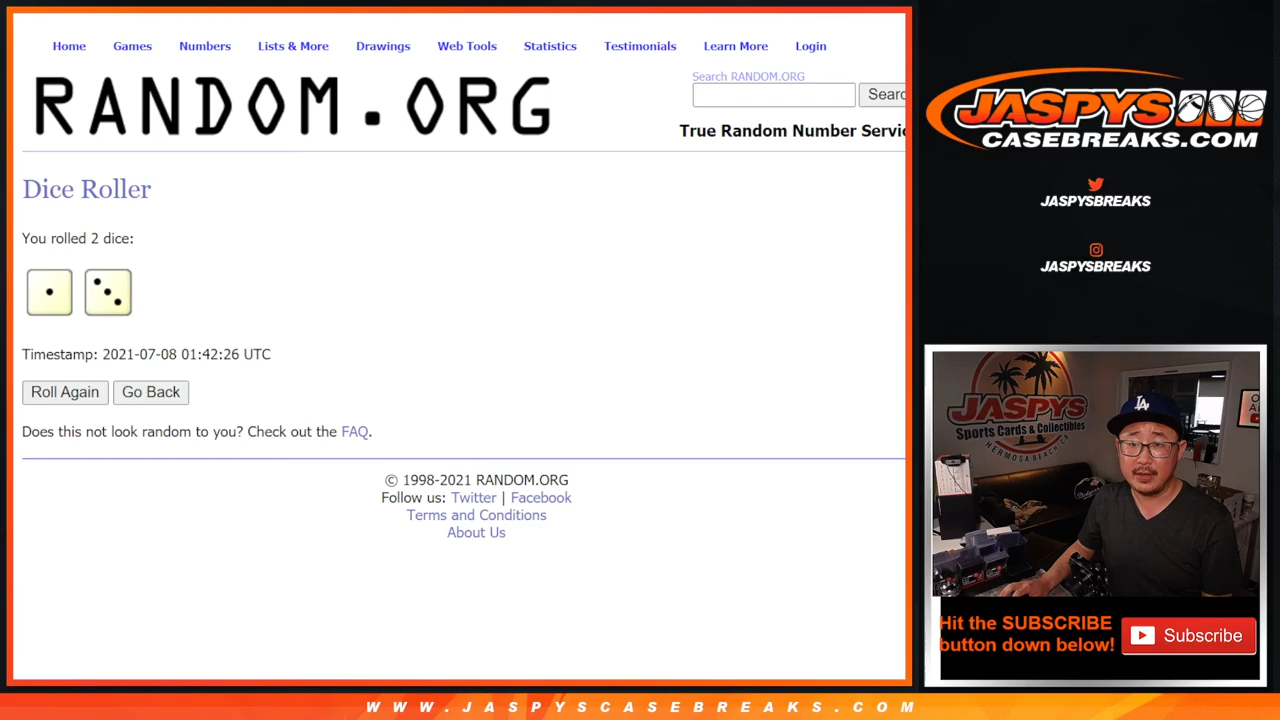 Home Games Numbers Lists & More Drawings Web Tools Statistics Testimonials Learn More Login
RANDOM.ORG
Search RANDOM.ORG
Searc
True Random Number Servic
Dice Roller
You rolled 2 dice:
Timestamp: 2021-07-08 01:42:26 UTC
Roll Again Go Back
Does this not look random to you? Check out the FAQ.
© 1998-2021 RANDOM.ORG
Follow us: Twitter | Facebook
Terms and Conditions
About Us
JASPYS
CASEBREAKS.COM
JASPYSBREAKS
JASPYSBREAKS
JASPYS
Sports Cards & Collectibles
HERMOSA BEACH, CA
LA
Hit the SUBSCRIBE
button down below!
Subscribe
WWW.JASPYSCASEBREAKS.COM